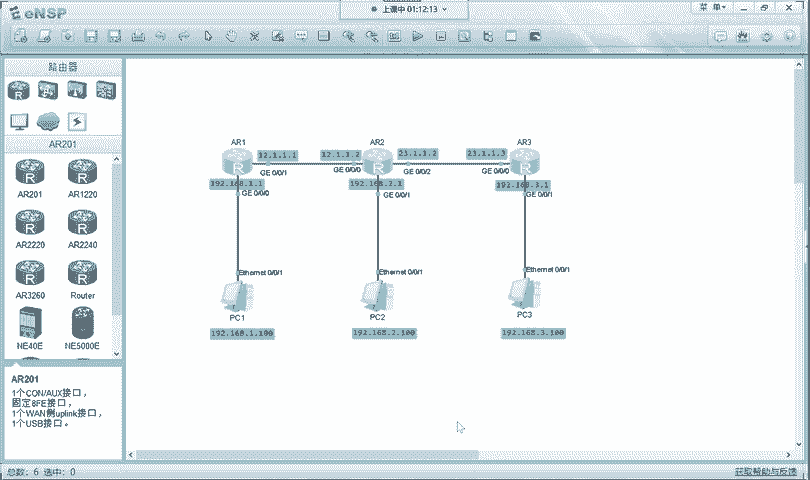 eNSP
上课中 01:12:13
菜 单
路由器
AR201
AR201
AR1220
AR2220
AR2240
AR3260
Router
NE40E
NE5000E
AR201
1个CON/AUX接口，
固定8FE接口，
1个WAN侧uplink接口，
1个USB接口。
AR1
AR2
AR3
12.1.1.1
12.1.1.2
23.1.1.2
23.1.1.3
GE 0/0/1
GE 0/0/0
GE 0/0/2
GE 0/0/0
192.168.1.1
192.168.2.1
192.168.3.1
GE 0/0/0
GE 0/0/1
GE 0/0/1
Ethernet 0/0/1
Ethernet 0/0/1
Ethernet 0/0/1
PC1
PC2
PC3
192.168.1.100
192.168.2.100
192.168.3.100
总数: 6 选中: 0
获取帮助与反馈